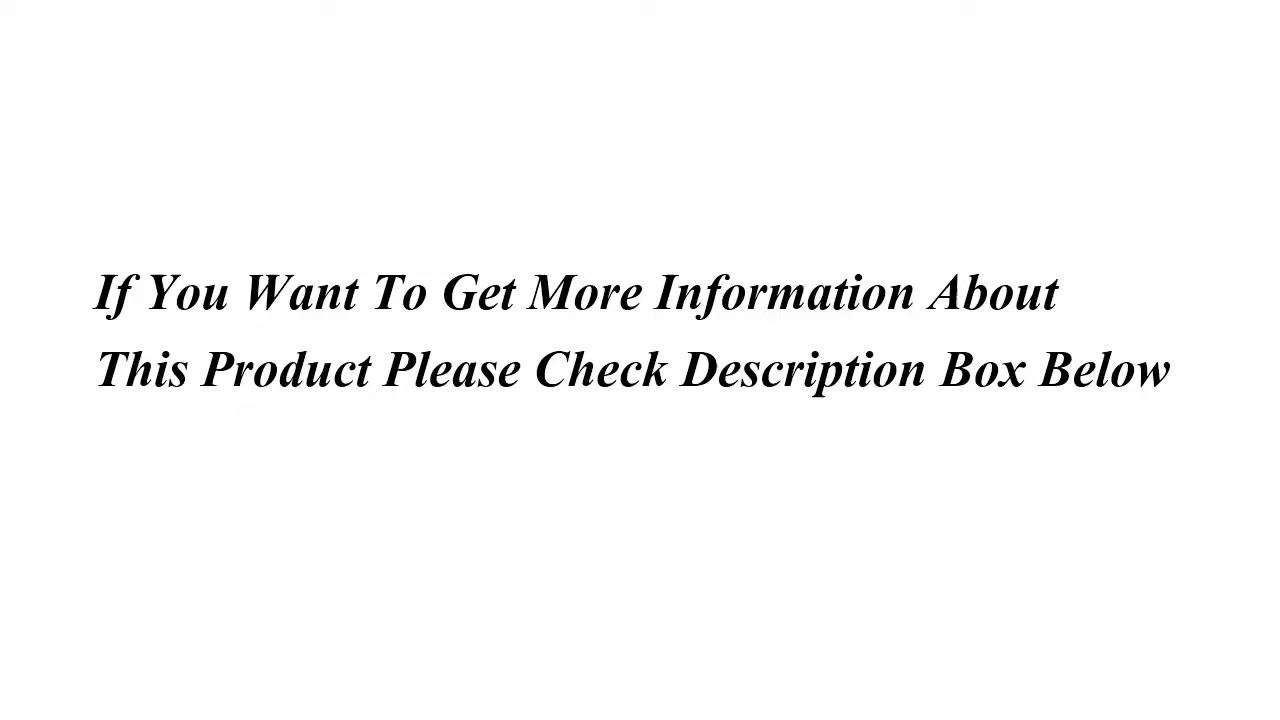 If You Want To Get More Information About
This Product Please Check Description Box Below